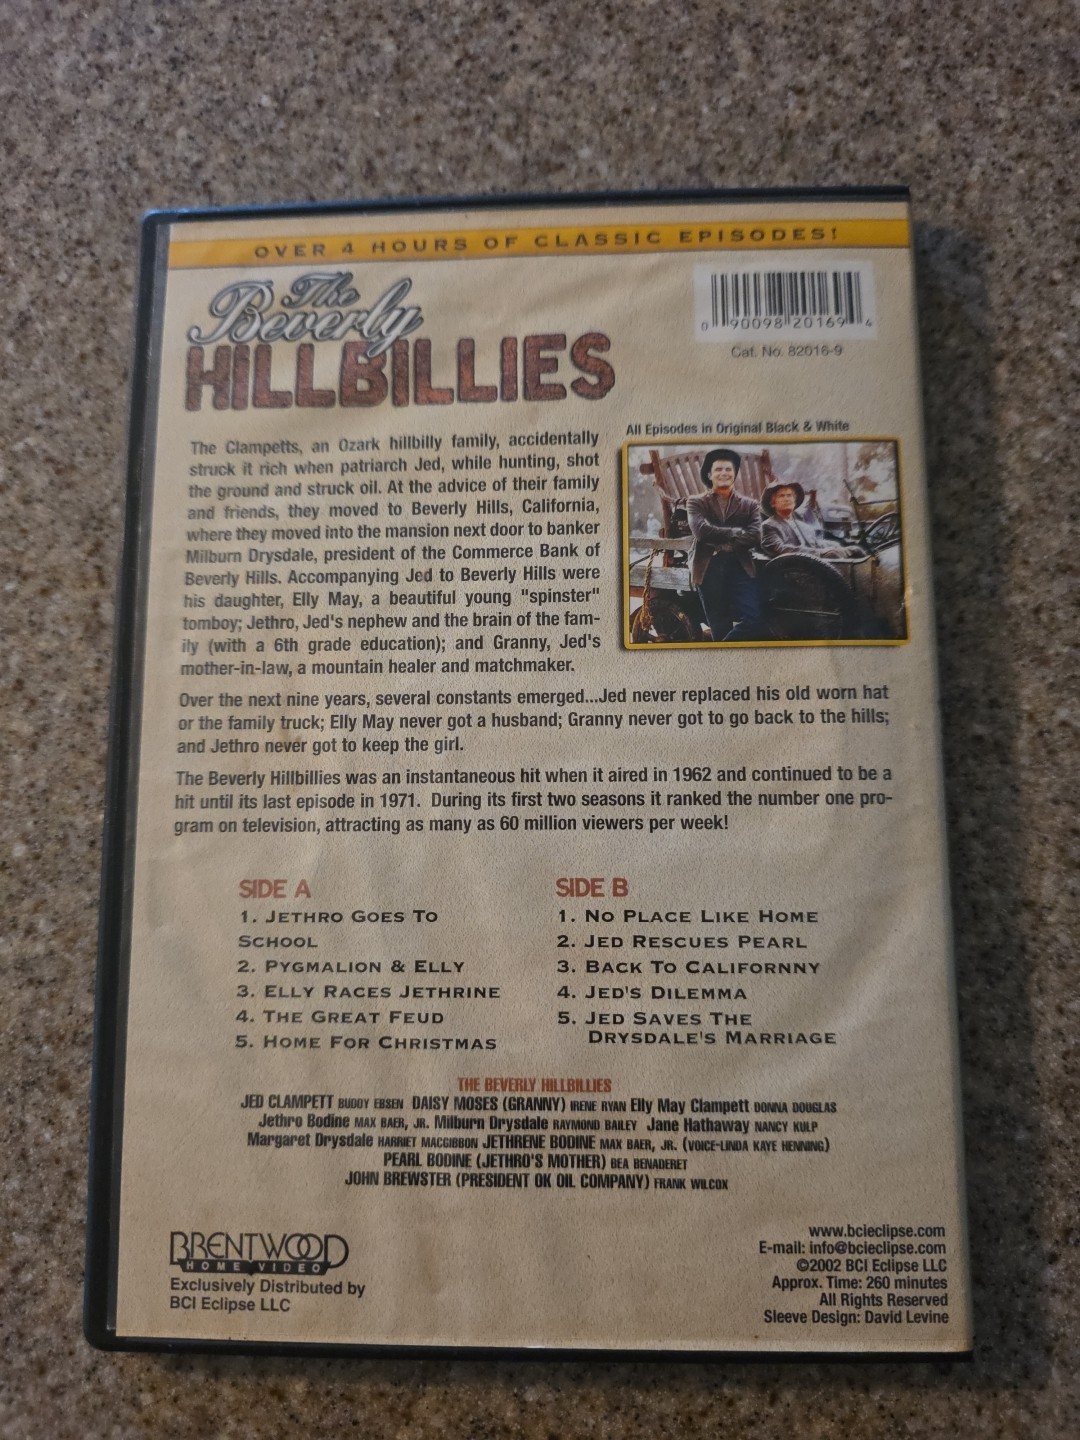 OVER 4 HOURS OF CLASSIC EPISODES!
The
Beverly
HILLBILLIES
0 90098 20169 4
Cat. No. 82016-9
All Episodes in Original Black & White
The Clampetts, an Ozark hillbilly family, accidentally
struck it rich when patriarch Jed, while hunting, shot
the ground and struck oil. At the advice of their family
and friends, they moved to Beverly Hills, California,
where they moved into the mansion next door to banker
Milburn Drysdale, president of the Commerce Bank of
Beverly Hills. Accompanying Jed to Beverly Hills were
his daughter, Elly May, a beautiful young "spinster"
tomboy; Jethro, Jed's nephew and the brain of the fam-
ily (with a 6th grade education); and Granny, Jed's
mother-in-law, a mountain healer and matchmaker.
Over the next nine years, several constants emerged...Jed never replaced his old worn hat
or the family truck; Elly May never got a husband; Granny never got to go back to the hills;
and Jethro never got to keep the girl.
The Beverly Hillbillies was an instantaneous hit when it aired in 1962 and continued to be a
hit until its last episode in 1971. During its first two seasons it ranked the number one pro-
gram on television, attracting as many as 60 million viewers per week!
SIDE A
1. JETHRO GOES TO
SCHOOL
2. PYGMALION & ELLY
3. ELLY RACES JETHRINE
4. THE GREAT FEUD
5. HOME FOR CHRISTMAS
SIDE B
1. NO PLACE LIKE HOME
2. JED RESCUES PEARL
3. BACK TO CALIFORNNY
4. JED'S DILEMMA
5. JED SAVES THE
DRYSDALE'S MARRIAGE
THE BEVERLY HILLBILLIES
JED CLAMPETT BUDDY EBSEN DAISY MOSES (GRANNY) IRENE RYAN Elly May Clampett DONNA DOUGLAS
Jethro Bodine MAX BAER, JR. Milburn Drysdale RAYMOND BAILEY Jane Hathaway NANCY KULP
Margaret Drysdale HARRIET MACGIBBON JETHRENE BODINE MAX BAER, JR. (VOICE-LINDA KAYE HENNING)
PEARL BODINE (JETHRO'S MOTHER) BEA BENADERET
JOHN BREWSTER (PRESIDENT OK OIL COMPANY) FRANK WILCOX
BRENTWOOD
HOME VIDEO
Exclusively Distributed by
BCI Eclipse LLC
www.bcieclipse.com
E-mail: info@bcieclipse.com
©2002 BCI Eclipse LLC
Approx. Time: 260 minutes
All Rights Reserved
Sleeve Design: David Levine